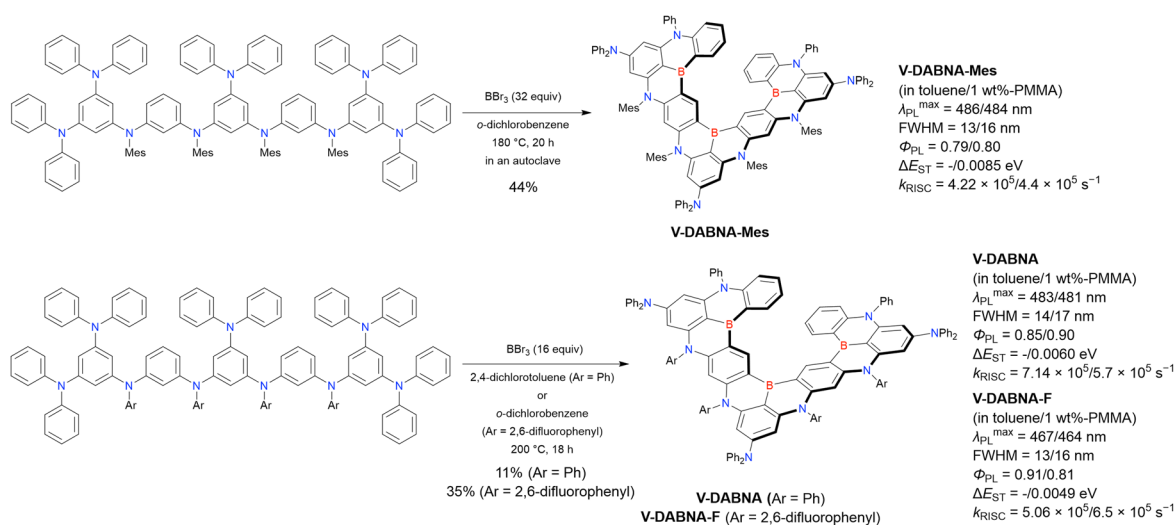 BBr3 (32 equiv)
o-dichlorobenzene
180 °C, 20 h
in an autoclave
44%
N N N
N N N N N N
Mes Mes Mes Mes
Ph
N
Ph2N
B
N
Mes
Ph
N
NPh2
B
N
Mes
B
N
Mes
N
Mes
NPh2
V-DABNA-Mes
V-DABNA-Mes
(in toluene/1 wt%-PMMA)
λPL max = 486/484 nm
FWHM = 13/16 nm
ΦPL = 0.79/0.80
ΔEST = -/0.0085 eV
kRISC = 4.22 × 10⁵/4.4 × 10⁵ s⁻¹
N N N
N N N N N N
Ar Ar Ar Ar
BBr3 (16 equiv)
2,4-dichlorotoluene (Ar = Ph)
or
o-dichlorobenzene
(Ar = 2,6-difluorophenyl)
200 °C, 18 h
11% (Ar = Ph)
35% (Ar = 2,6-difluorophenyl)
Ph
N
Ph2N
B
N
Ar
Ph
N
NPh2
B
N
Ar
B
N
Ar
N
Ar
Ph2N
V-DABNA (Ar = Ph)
V-DABNA-F (Ar = 2,6-difluorophenyl)
V-DABNA
(in toluene/1 wt%-PMMA)
λPL max = 483/481 nm
FWHM = 14/17 nm
ΦPL = 0.85/0.90
ΔEST = -/0.0060 eV
kRISC = 7.14 × 10⁵/5.7 × 10⁵ s⁻¹
V-DABNA-F
(in toluene/1 wt%-PMMA)
λPL max = 467/464 nm
FWHM = 13/16 nm
ΦPL = 0.91/0.81
ΔEST = -/0.0049 eV
kRISC = 5.06 × 10⁵/6.5 × 10⁵ s⁻¹